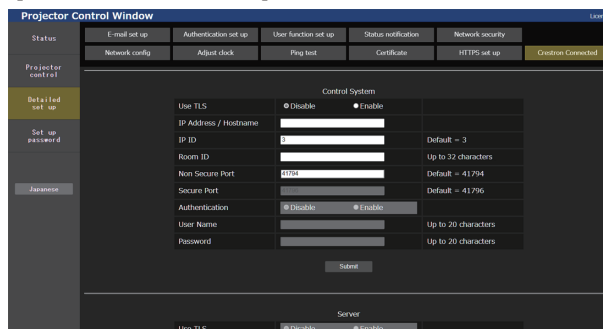 Projector Control Window
Licen
Status
Projector
control
Detailed
set up
Set up
password
Japanese
E-mail set up
Authentication set up
User function set up
Status notification
Network security
Network config
Adjust clock
Ping test
Certificate
HTTPS set up
Crestron Connected
Control System
Use TLS Disable Enable
IP Address / Hostname
IP ID 3 Default = 3
Room ID Up to 32 characters
Non Secure Port 41794 Default = 41794
Secure Port Default = 41796
Authentication Disable Enable
User Name Up to 20 characters
Password Up to 20 characters
Submit
Server
Use TLS Disable Enable